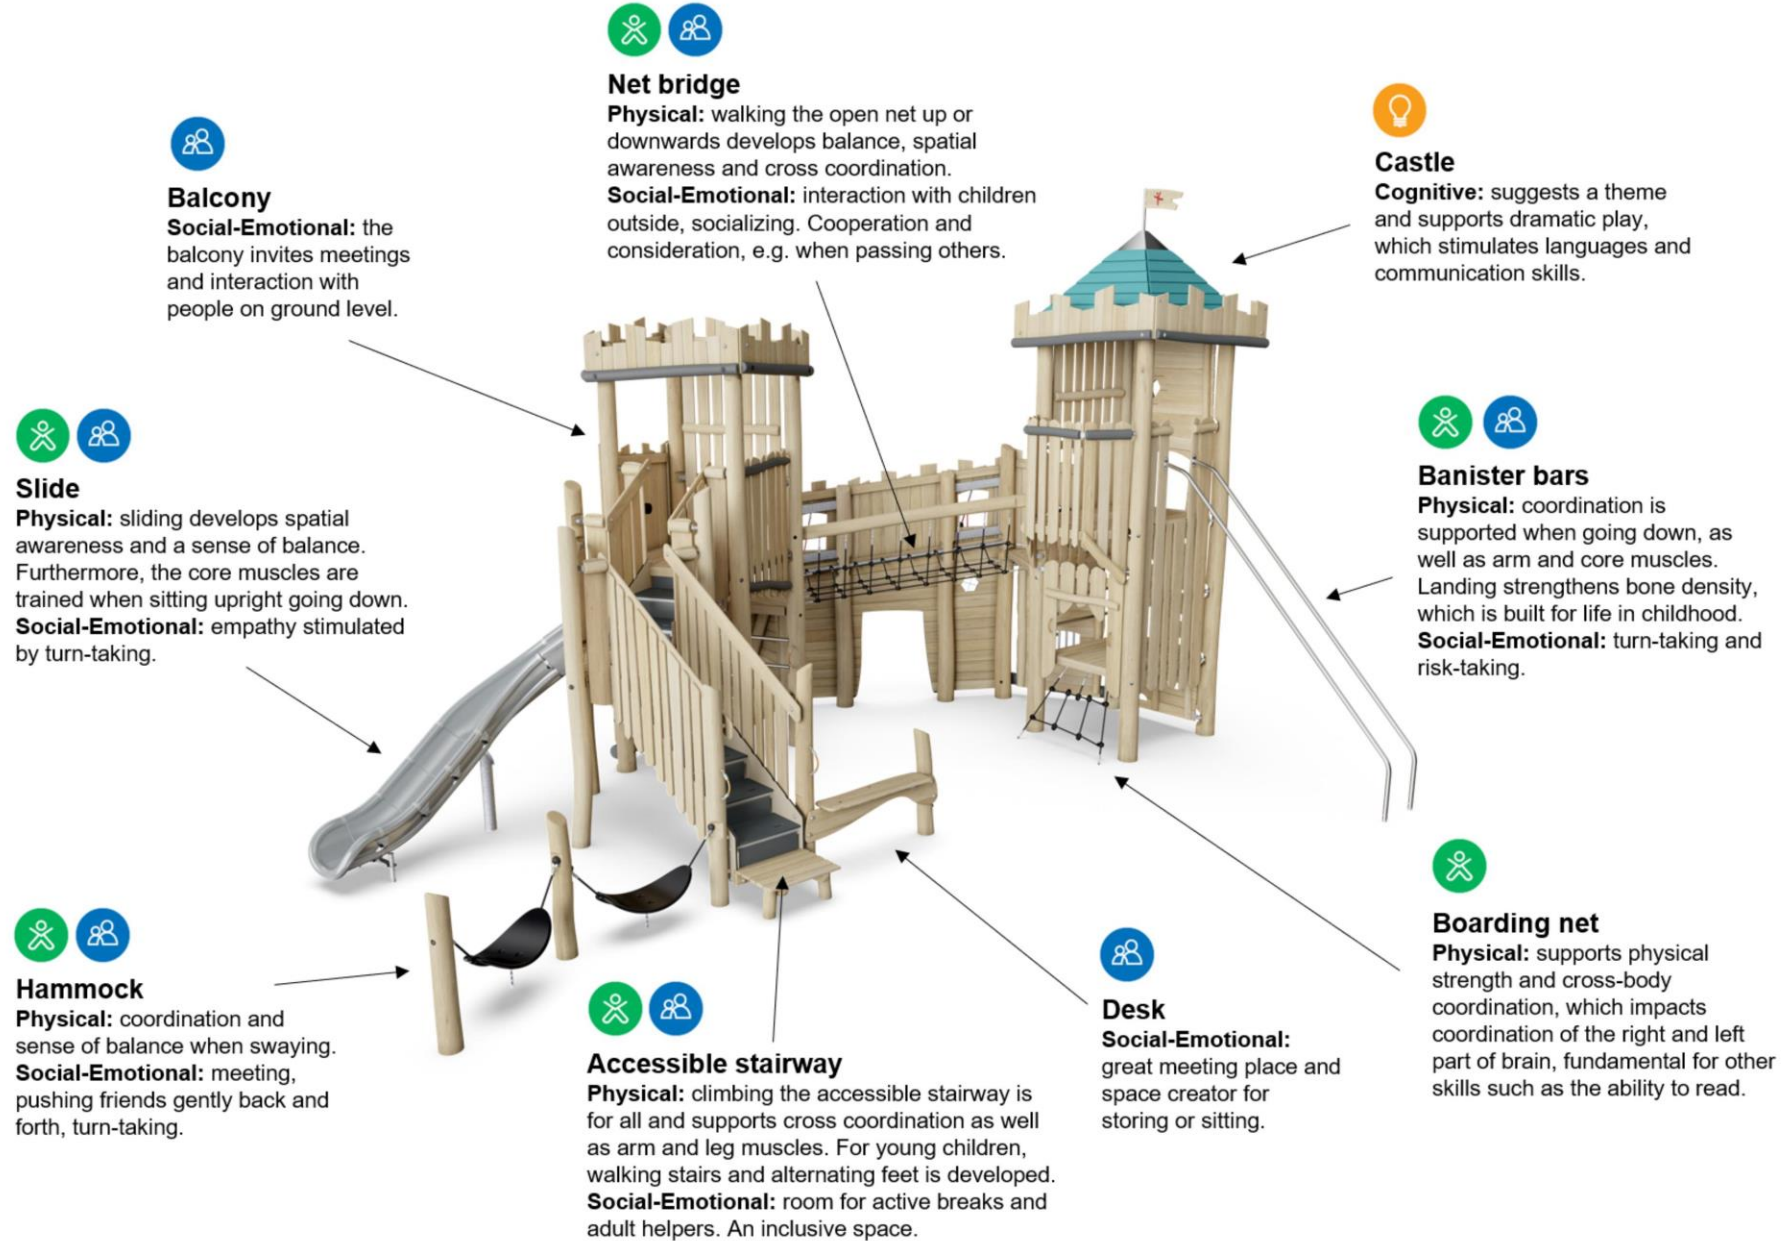 Net bridge
Physical: walking the open net up or
downwards develops balance, spatial
awareness and cross coordination.
Social-Emotional: interaction with children
outside, socializing. Cooperation and
consideration, e.g. when passing others.
Castle
Cognitive: suggests a theme
and supports dramatic play,
which stimulates languages and
communication skills.
Balcony
Social-Emotional: the
balcony invites meetings
and interaction with
people on ground level.
Slide
Physical: sliding develops spatial
awareness and a sense of balance.
Furthermore, the core muscles are
trained when sitting upright going down.
Social-Emotional: empathy stimulated
by turn-taking.
Banister bars
Physical: coordination is
supported when going down, as
well as arm and core muscles.
Landing strengthens bone density,
which is built for life in childhood.
Social-Emotional: turn-taking and
risk-taking.
Hammock
Physical: coordination and
sense of balance when swaying.
Social-Emotional: meeting,
pushing friends gently back and
forth, turn-taking.
Accessible stairway
Physical: climbing the accessible stairway is
for all and supports cross coordination as well
as arm and leg muscles. For young children,
walking stairs and alternating feet is developed.
Social-Emotional: room for active breaks and
adult helpers. An inclusive space.
Desk
Social-Emotional:
great meeting place and
space creator for
storing or sitting.
Boarding net
Physical: supports physical
strength and cross-body
coordination, which impacts
coordination of the right and left
part of brain, fundamental for other
skills such as the ability to read.